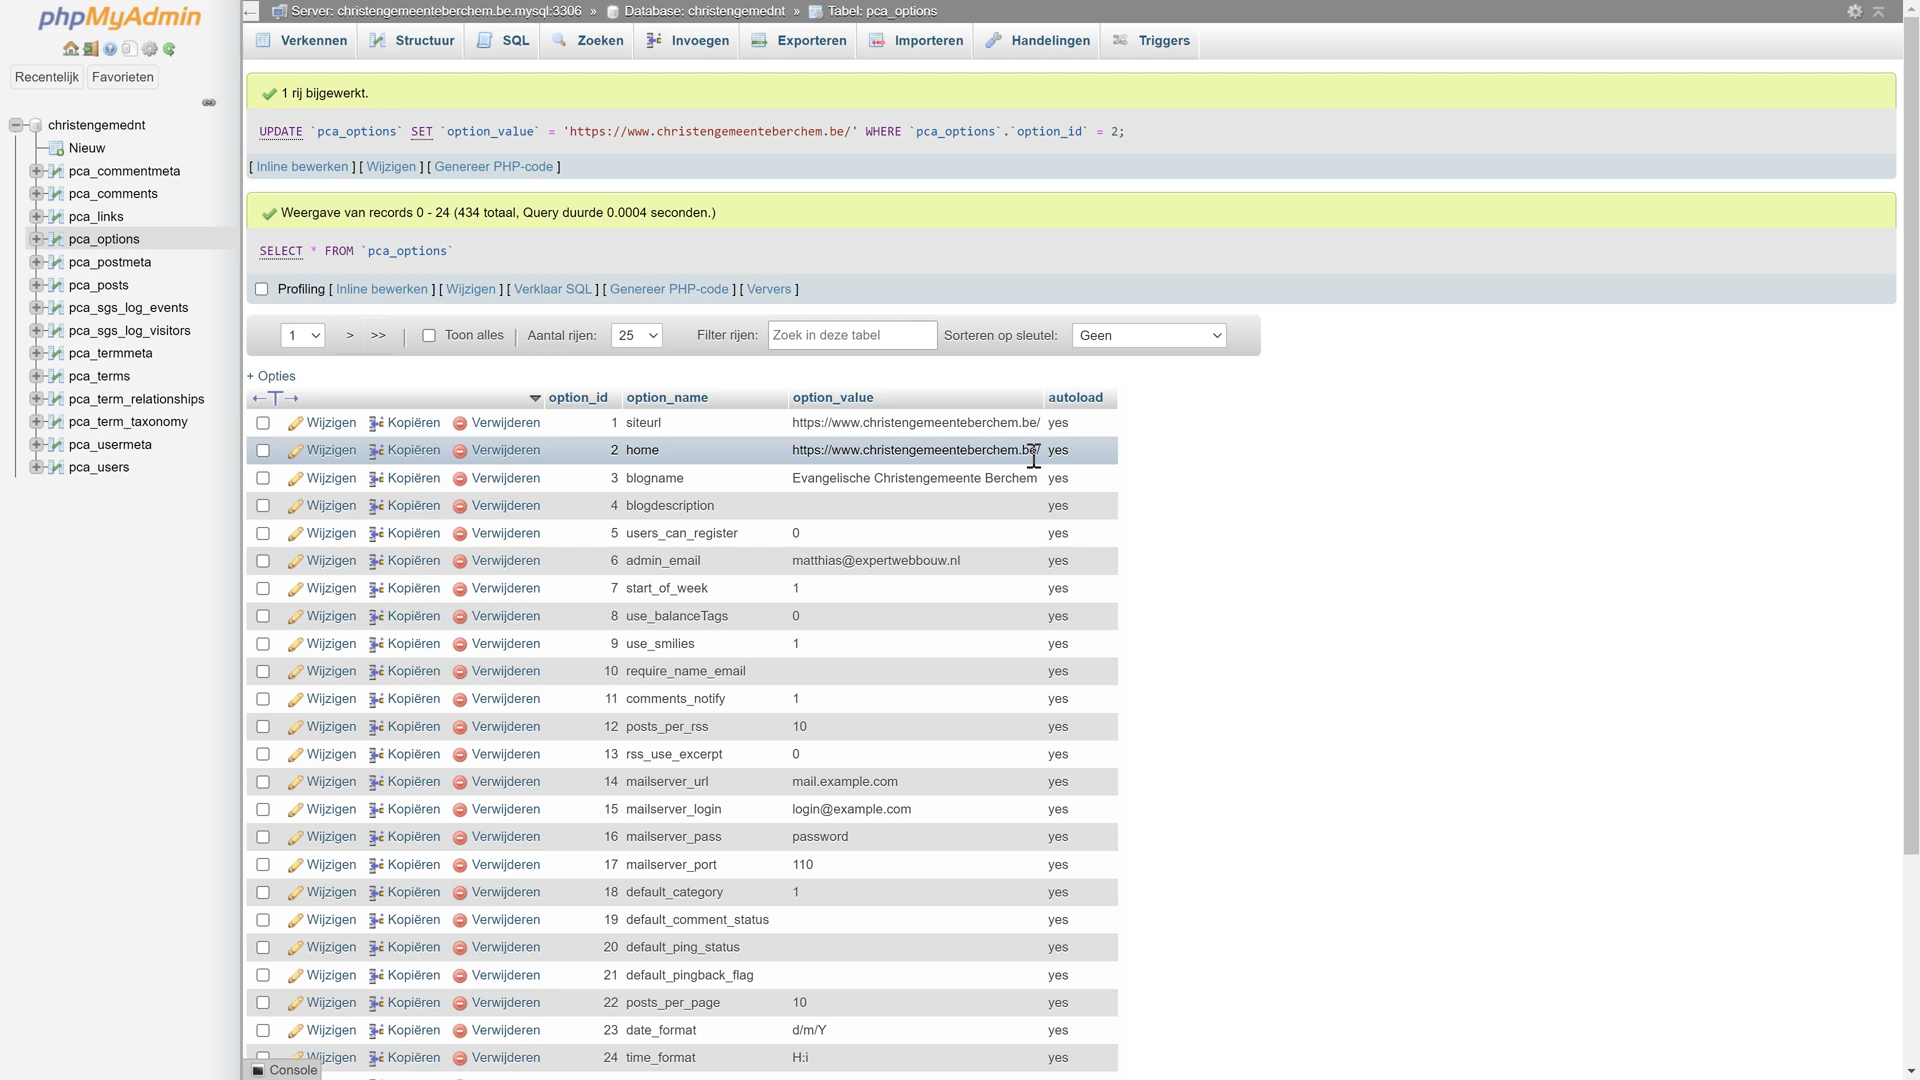 phpMyAdmin
Recentelijk Favorieten
christengemednt
Nieuw
pca_commentmeta
pca_comments
pca_links
pca_options
pca_postmeta
pca_posts
pca_sgs_log_events
pca_sgs_log_visitors
pca_termmeta
pca_terms
pca_term_relationships
pca_term_taxonomy
pca_usermeta
pca_users
Server: christengemeenteberchem.be.mysql:3306 » Database: christengemednt » Tabel: pca_options
Verkennen Structuur SQL Zoeken Invoegen Exporteren Importeren Handelingen Triggers
1 rij bijgewerkt.
UPDATE `pca_options` SET `option_value` = 'https://www.christengemeenteberchem.be/' WHERE `pca_options`.`option_id` = 2;
[ Inline bewerken ] [ Wijzigen ] [ Genereer PHP-code ]
Weergave van records 0 - 24 (434 totaal, Query duurde 0.0004 seconden.)
SELECT * FROM `pca_options`
Profiling [ Inline bewerken ] [ Wijzigen ] [ Verklaar SQL ] [ Genereer PHP-code ] [ Ververs ]
1 > >> | Toon alles | Aantal rijen: 25 Filter rijen: Zoek in deze tabel Sorteren op sleutel: Geen
+ Opties
←T→ option_id option_name option_value autoload
Wijzigen Kopiëren Verwijderen 1 siteurl https://www.christengemeenteberchem.be/ yes
Wijzigen Kopiëren Verwijderen 2 home https://www.christengemeenteberchem.be/ yes
Wijzigen Kopiëren Verwijderen 3 blogname Evangelische Christengemeente Berchem yes
Wijzigen Kopiëren Verwijderen 4 blogdescription yes
Wijzigen Kopiëren Verwijderen 5 users_can_register 0 yes
Wijzigen Kopiëren Verwijderen 6 admin_email matthias@expertwebbouw.nl yes
Wijzigen Kopiëren Verwijderen 7 start_of_week 1 yes
Wijzigen Kopiëren Verwijderen 8 use_balanceTags 0 yes
Wijzigen Kopiëren Verwijderen 9 use_smilies 1 yes
Wijzigen Kopiëren Verwijderen 10 require_name_email yes
Wijzigen Kopiëren Verwijderen 11 comments_notify 1 yes
Wijzigen Kopiëren Verwijderen 12 posts_per_rss 10 yes
Wijzigen Kopiëren Verwijderen 13 rss_use_excerpt 0 yes
Wijzigen Kopiëren Verwijderen 14 mailserver_url mail.example.com yes
Wijzigen Kopiëren Verwijderen 15 mailserver_login login@example.com yes
Wijzigen Kopiëren Verwijderen 16 mailserver_pass password yes
Wijzigen Kopiëren Verwijderen 17 mailserver_port 110 yes
Wijzigen Kopiëren Verwijderen 18 default_category 1 yes
Wijzigen Kopiëren Verwijderen 19 default_comment_status yes
Wijzigen Kopiëren Verwijderen 20 default_ping_status yes
Wijzigen Kopiëren Verwijderen 21 default_pingback_flag yes
Wijzigen Kopiëren Verwijderen 22 posts_per_page 10 yes
Wijzigen Kopiëren Verwijderen 23 date_format d/m/Y yes
Wijzigen Kopiëren Verwijderen 24 time_format H:i yes
Console